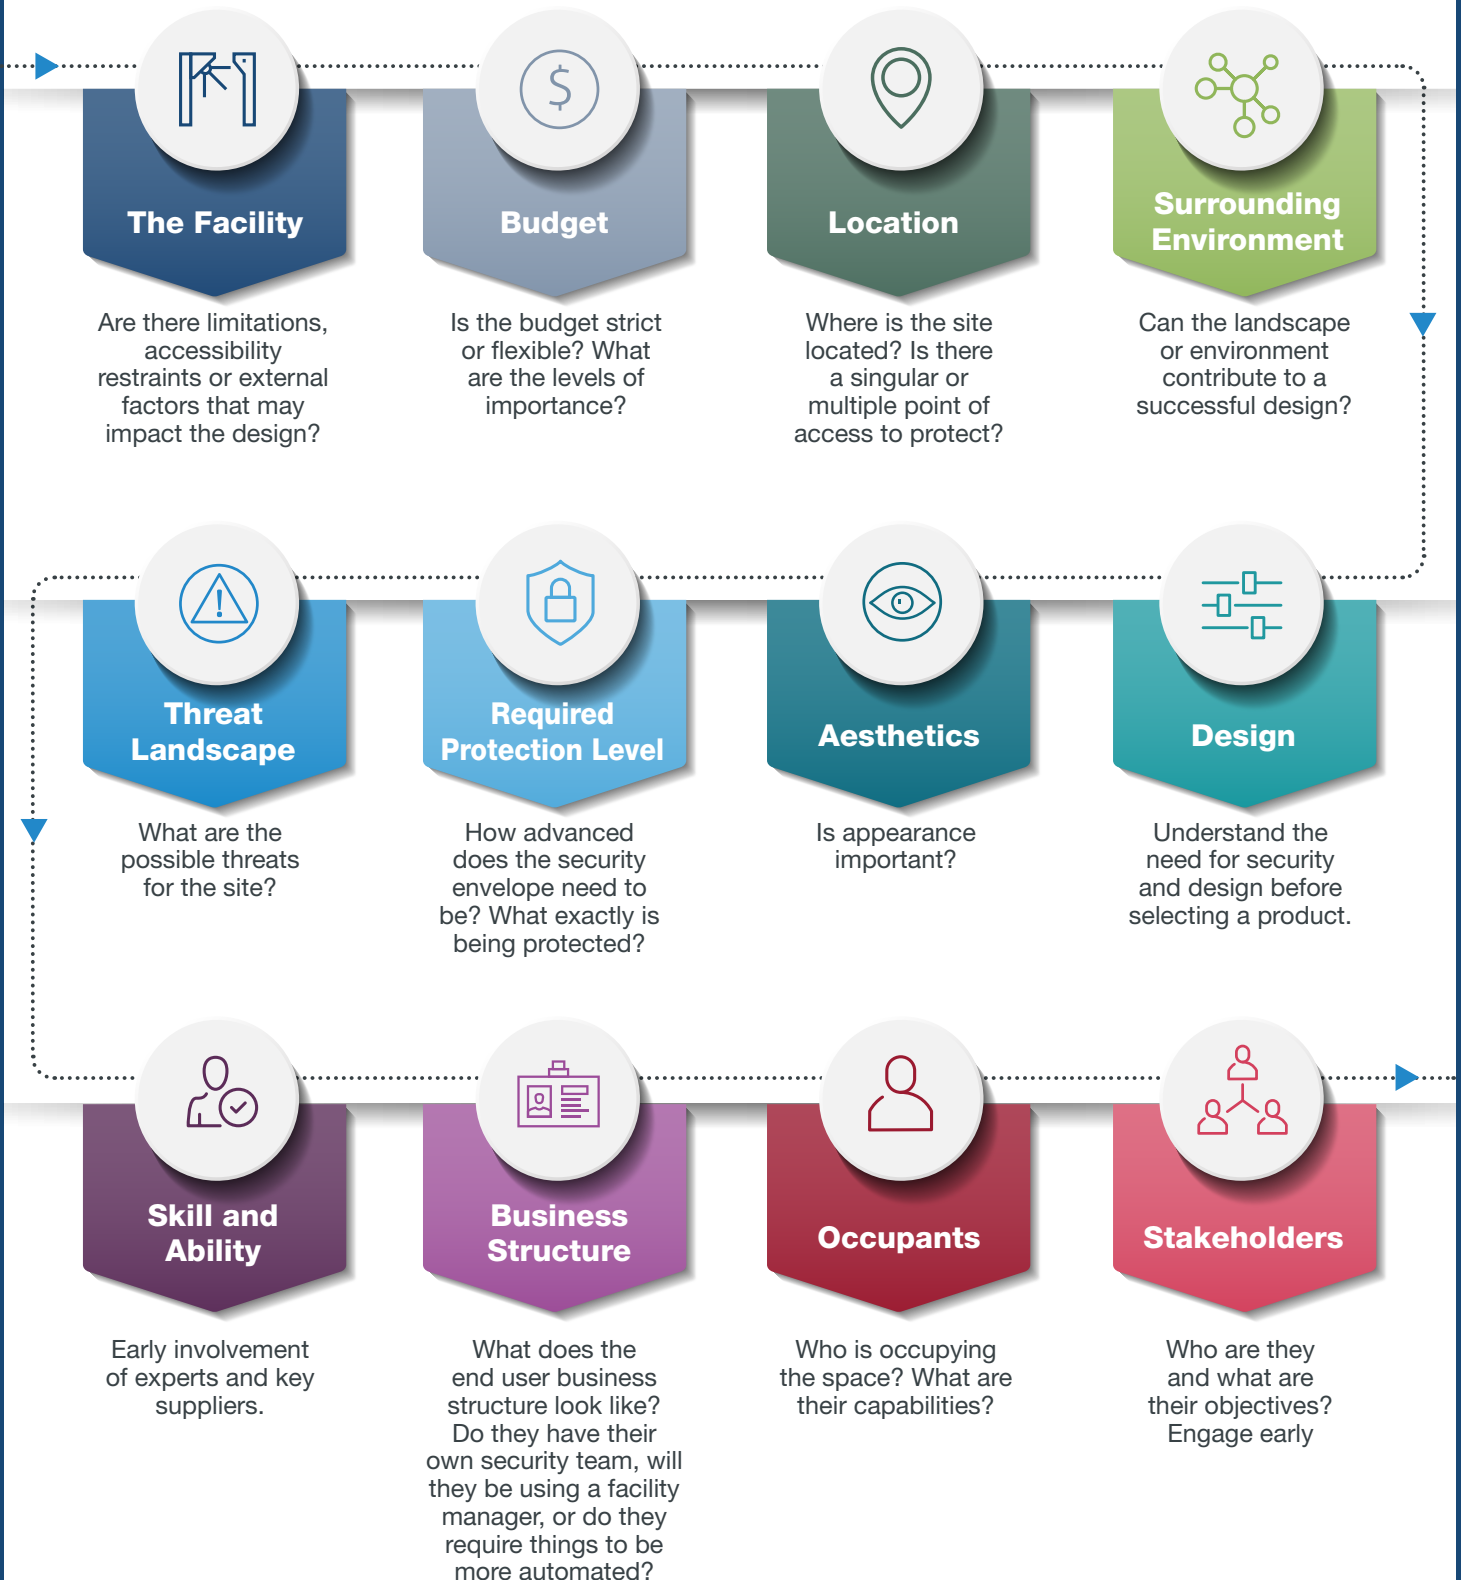 The Facility
Are there limitations,
accessibility
restraints or external
factors that may
impact the design?
Budget
Is the budget strict
or flexible? What
are the levels of
importance?
Location
Where is the site
located? Is there
a singular or
multiple point of
access to protect?
Surrounding
Environment
Can the landscape
or environment
contribute to a
successful design?
Threat
Landscape
What are the
possible threats
for the site?
Required
Protection Level
How advanced
does the security
envelope need to
be? What exactly is
being protected?
Aesthetics
Is appearance
important?
Design
Understand the
need for security
and design before
selecting a product.
Skill and
Ability
Early involvement
of experts and key
suppliers.
Business
Structure
What does the
end user business
structure look like?
Do they have their
own security team, will
they be using a facility
manager, or do they
require things to be
more automated?
Occupants
Who is occupying
the space? What are
their capabilities?
Stakeholders
Who are they
and what are
their objectives?
Engage early